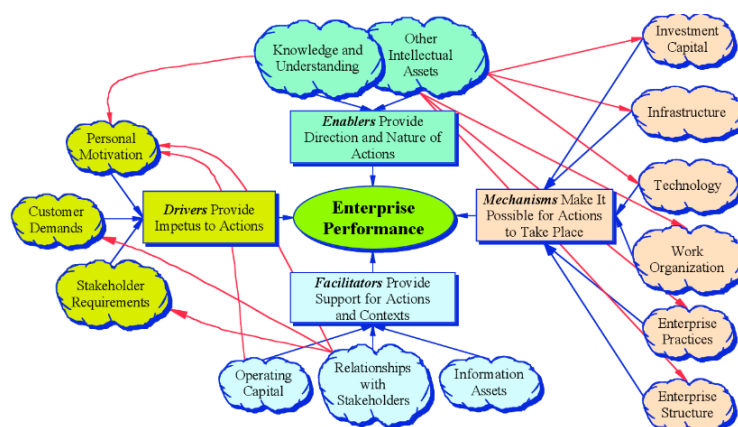 Knowledge and
Understanding
Other
Intellectual
Assets
Investment
Capital
Infrastructure
Technology
Work
Organization
Enterprise
Practices
Enterprise
Structure
Personal
Motivation
Customer
Demands
Stakeholder
Requirements
Enablers Provide
Direction and Nature of
Actions
Drivers Provide
Impetus to Actions
Enterprise
Performance
Mechanisms Make It
Possible for Actions
to Take Place
Facilitators Provide
Support for Actions
and Contexts
Operating
Capital
Relationships
with
Stakeholders
Information
Assets